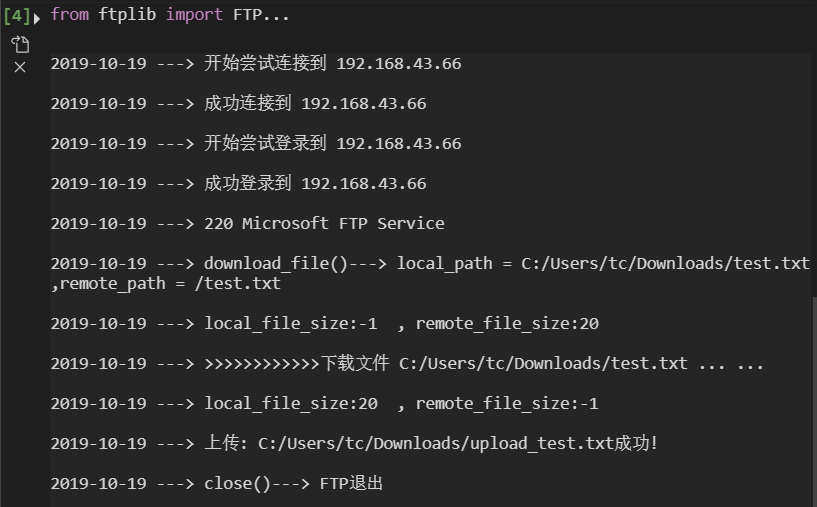 [4] from ftplib import FTP...
2019-10-19 ---> 开始尝试连接到 192.168.43.66
2019-10-19 ---> 成功连接到 192.168.43.66
2019-10-19 ---> 开始尝试登录到 192.168.43.66
2019-10-19 ---> 成功登录到 192.168.43.66
2019-10-19 ---> 220 Microsoft FTP Service
2019-10-19 ---> download_file()---> local_path = C:/Users/tc/Downloads/test.txt
,remote_path = /test.txt
2019-10-19 ---> local_file_size:-1  , remote_file_size:20
2019-10-19 ---> >>>>>>>>>>>>下载文件 C:/Users/tc/Downloads/test.txt ... ...
2019-10-19 ---> local_file_size:20  , remote_file_size:-1
2019-10-19 ---> 上传: C:/Users/tc/Downloads/upload_test.txt成功!
2019-10-19 ---> close()---> FTP退出